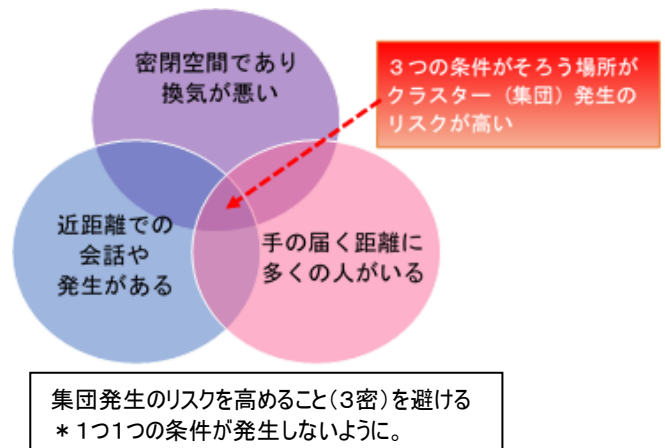 密閉空間であり
換気が悪い
３つの条件がそろう場所が
クラスター（集団）発生の
リスクが高い
近距離での
会話や
発生がある
手の届く距離に
多くの人がいる
集団発生のリスクを高めること（３密）を避ける
＊1つ1つの条件が発生しないように。